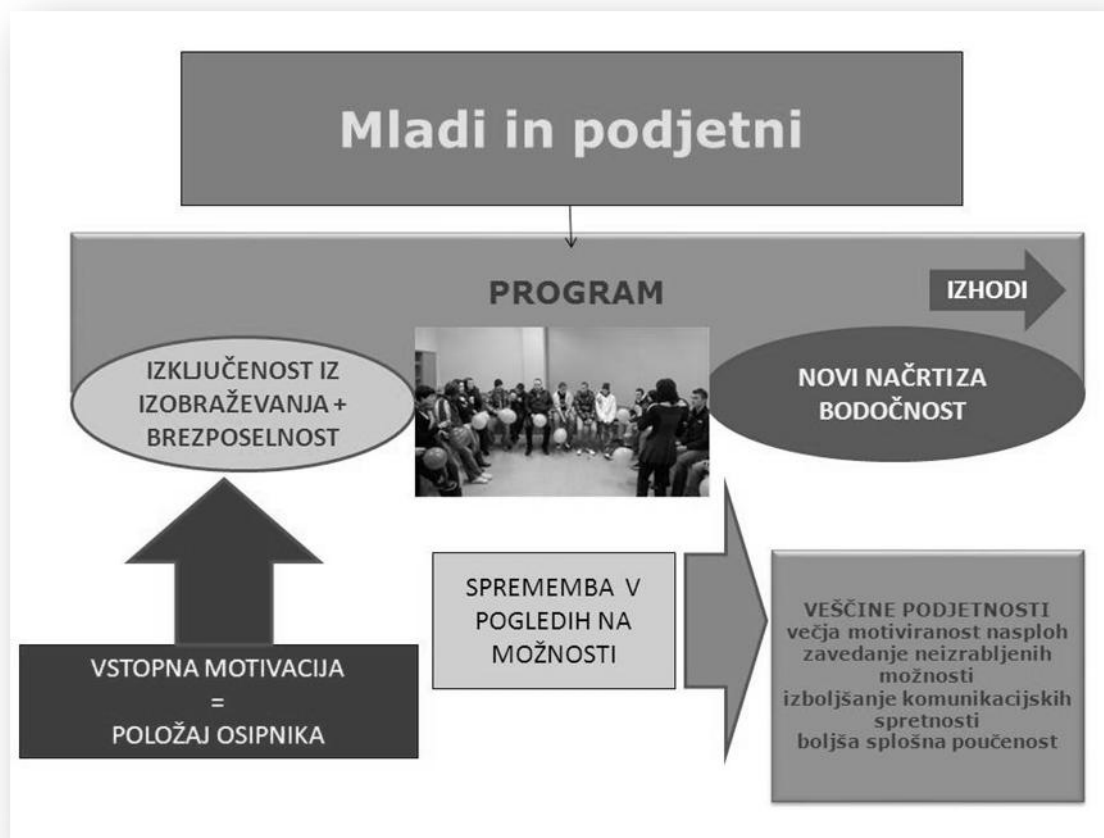 Mladi in podjetni
PROGRAM
IZHODI
IZKLJUČENOST IZ
IZOBRAŽEVANJA +
BREZPOSELNOST
NOVI NAČRTI ZA
BODOČNOST
VSTOPNA MOTIVACIJA
=
POLOŽAJ OSIPNIKA
SPREMEMBA V
POGLEDIH NA
MOŽNOSTI
VEŠČINE PODJETNOSTI
večja motiviranost nasploh
zavedanje neizrabljenih
možnosti
izboljšanje komunikacijskih
spretnosti
boljša splošna poučenost